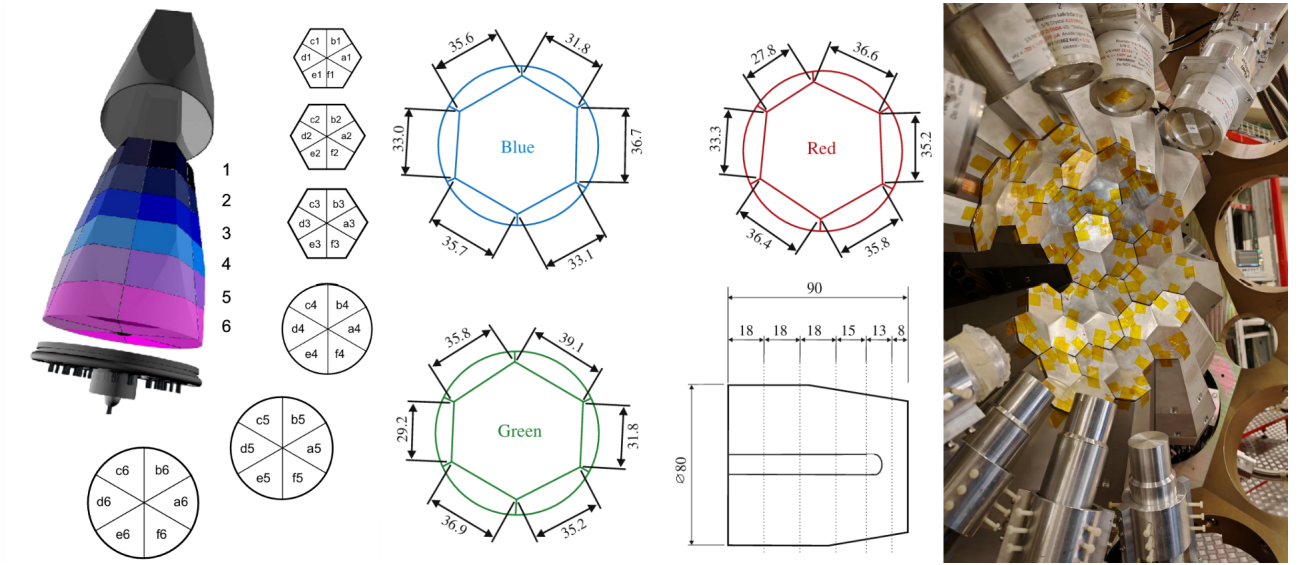 1
2
3
4
5
6
c1 b1
d1 a1
e1 f1
c2 b2
d2 a2
e2 f2
c3 b3
d3 a3
e3 f3
c4 b4
d4 a4
e4 f4
c5 b5
d5 a5
e5 f5
c6 b6
d6 a6
e6 f6
35.6 31.8
33.0 Blue 36.7
35.7 33.1
27.8 36.6
33.3 Red 35.2
36.4 35.8
35.8 39.1
29.2 Green 31.8
36.9 35.2
90
18 18 18 15 13 8
⌀80